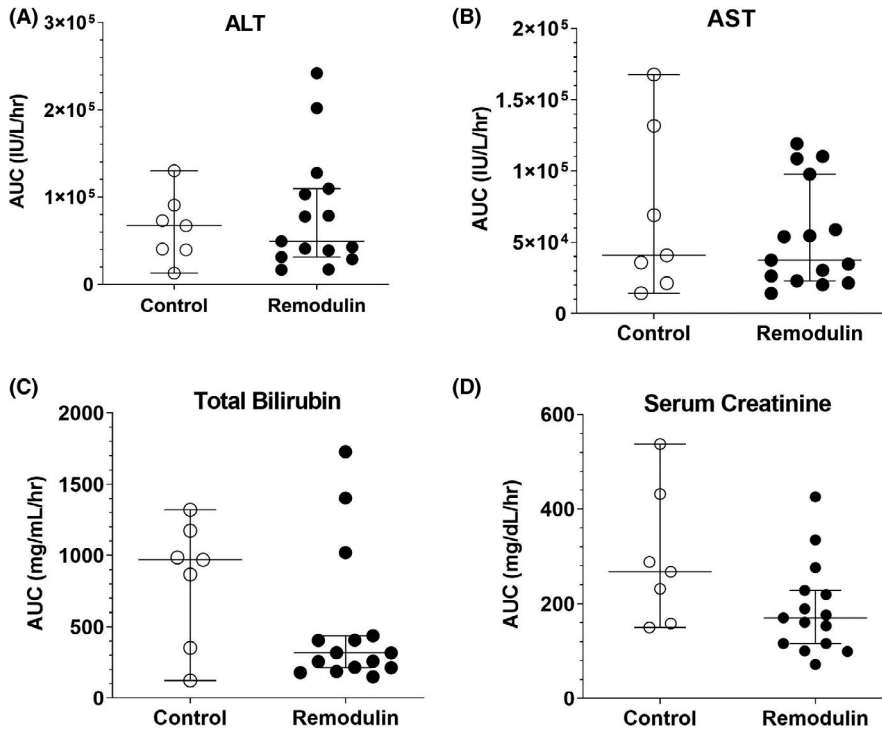 (A)
ALT
AUC (IU/L/hr)
3×10⁵
2×10⁵
1×10⁵
0
Control Remodulin
(B)
AST
AUC (IU/L/hr)
2×10⁵
1.5×10⁵
1×10⁵
5×10⁴
0
Control Remodulin
(C)
Total Bilirubin
AUC (mg/mL/hr)
2000
1500
1000
500
0
Control Remodulin
(D)
Serum Creatinine
AUC (mg/dL/hr)
600
400
200
0
Control Remodulin